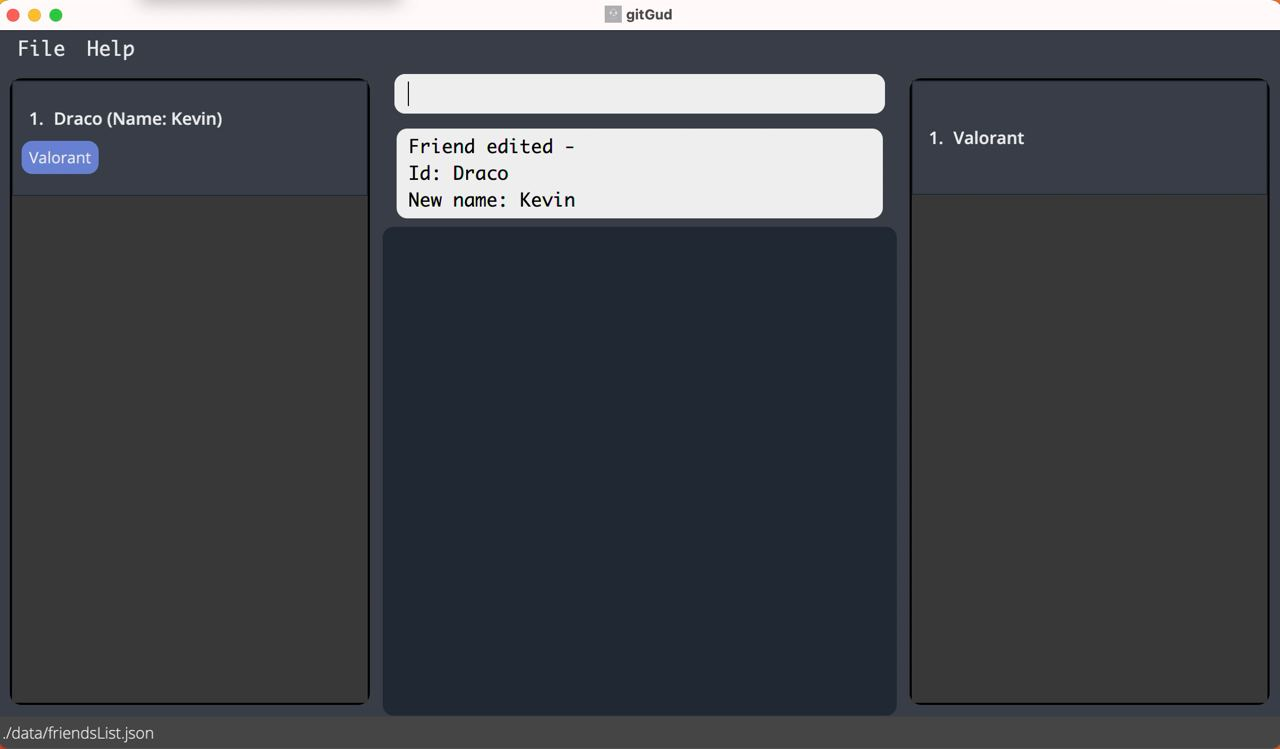 gitGud
File Help
1. Draco (Name: Kevin)
Valorant
Friend edited -
Id: Draco
New name: Kevin
1. Valorant
./data/friendsList.json